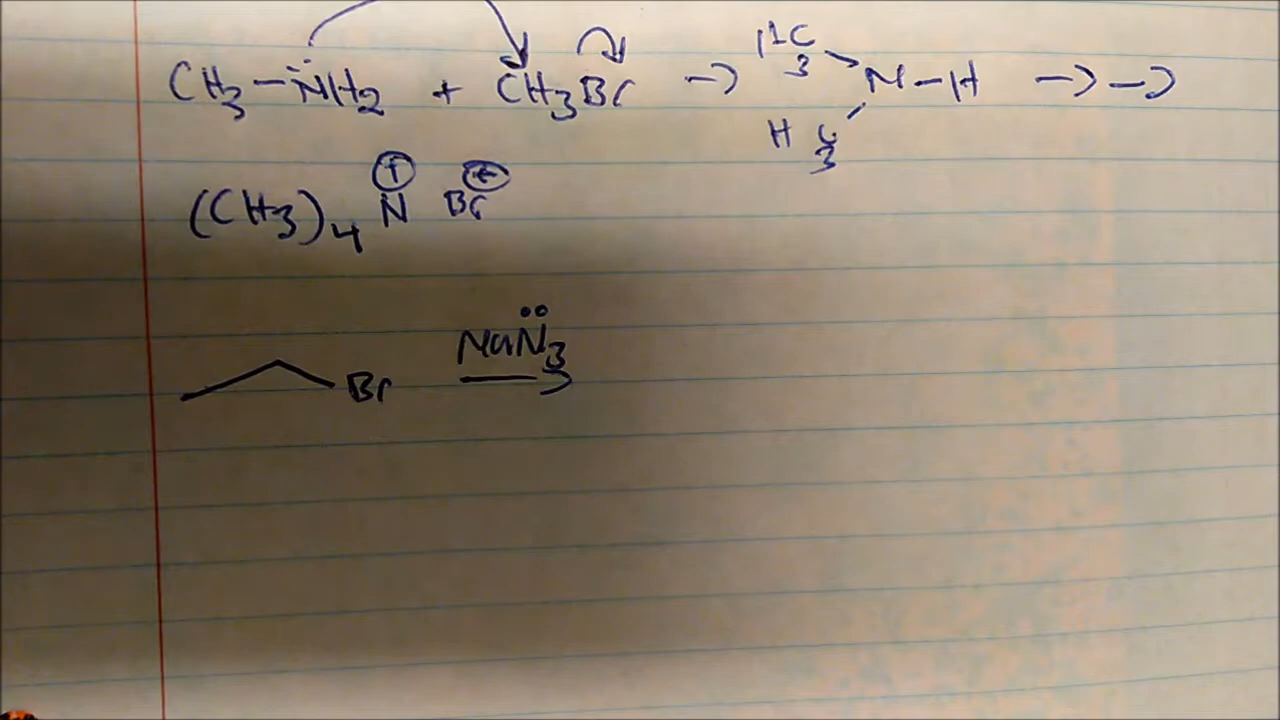 CH3-NH2 + CH3Br → H3C H3C N-H → →
(CH3)4 N+ Br
Br NaN3 →